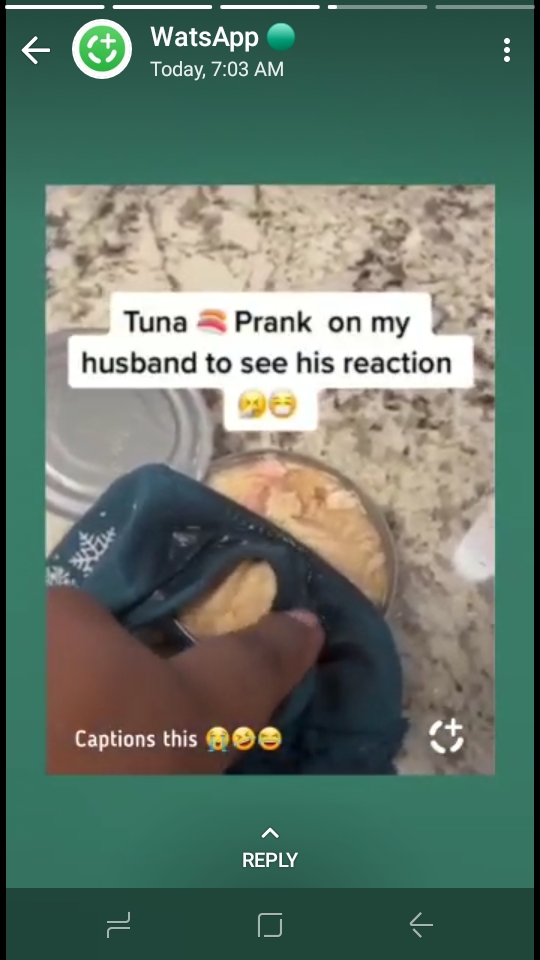 WatsApp
Today, 7:03 AM
Tuna 🍣 Prank on my
husband to see his reaction
🤧😷
Captions this 😭🤣😂
REPLY